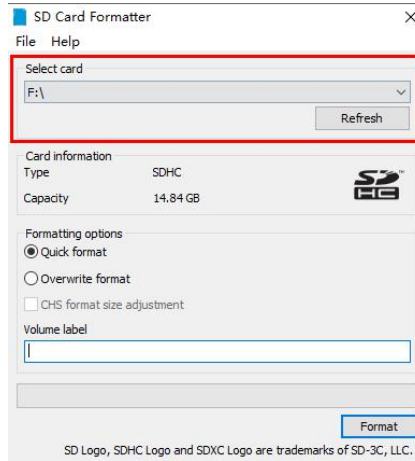 SD Card Formatter
File Help
Select card
F:\
Refresh
Card information
Type SDHC
Capacity 14.84 GB
SD
HC
Formatting options
Quick format
Overwrite format
CHS format size adjustment
Volume label
Format
SD Logo, SDHC Logo and SDXC Logo are trademarks of SD-3C, LLC.